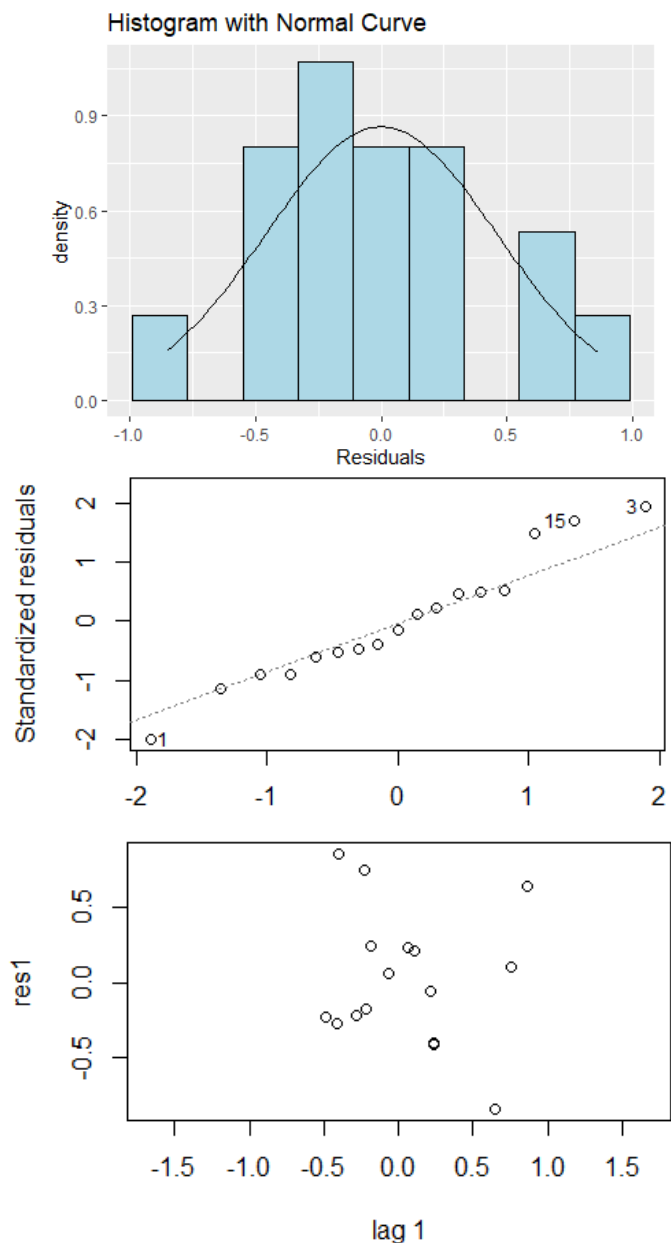 Histogram with Normal Curve
density
0.9
0.6
0.3
0.0
-1.0 -0.5 0.0 0.5 1.0
Residuals
Standardized residuals
2
1
0
-1
-2
1
15
3
-2 -1 0 1 2
res1
0.5
0.0
-0.5
-1.5 -1.0 -0.5 0.0 0.5 1.0 1.5
lag 1